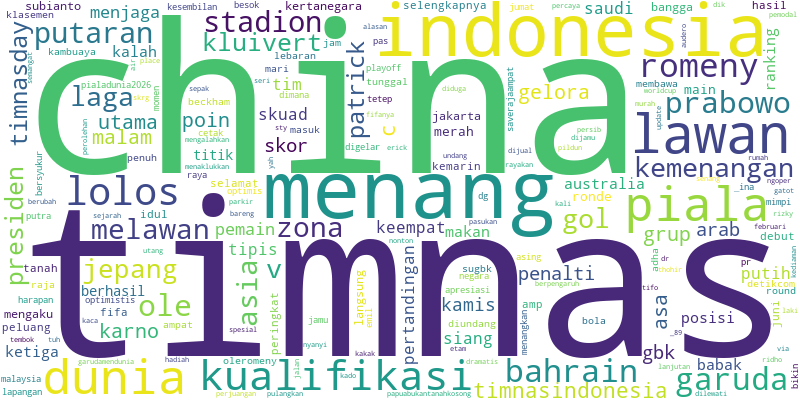 subianto
klasemen
menjaga
kesembilan
besok
kertanegara
selengkapnya
jumat
percaya
dik
hasil
pemodal
putaran
stadion
alasan
indonesia
saudi
bangga
via
kalah
kluivert
jam
pas
kambuaya
lebaran
playoff
timnasday
china
mari
tunggal
patrick
romeny
ranking
audero
pialadunia2026
seri
diduga
saverajaampat
membawa
main
worldcup
laga
sepak
tim
dimana
gelora
prabowo
murah
update
beckham
tetep
fifanya
persib
utama
poin
skuad
c
jakarta
dijamu
lawan
malam
cetak
sty
masuk
merah
dijual
mengalahkan
skor
digelar
erick
rayakan
penuh
titik
kemarin
undang
rumah
raya
menaklukkan
yah
kemenangan
bersyukur
presiden
lolos
selamat
optimis
menang
dg
australia
_ina
ngoper
gatot
berubah
parkir
ronde
piala
mimpi
rizky
putra
sejarah
idul
bareng
pasukan
kali
gol
februari
melawan
pemain
zona
keempat
grup
arab
debut
utang
tipis
makan
nonton
asing
tanah
timnas
asia
v
sugbk
penalti
adha
dr
pr
putih
jepang
negara
berpengaruh
thohir
detikcom
raja
berhasil
peringkat
apresiasi
tifo
round
harapan
optimistis
fifa
langsung
emil
kamis
amp
menangkan
juni
mengaku
ole
jamu
diundang
bola
asa
posisi
_89
laki
peluang
kaca
karno
ampat
spesial
nyanyi
pertandingan
siang
tembok
tuh
kakak
etam
gbk
ketiga
garudamendunia
oleromeny
jalan
dramatis
babak
ridho
malaysia
dunia
hadiah
kualifikasi
bahrain
lanjutan
garuda
bikin
lapangan
perjuangan
pulangkan
kado
papuabukantanahkosong
timnasindonesia
dilewati